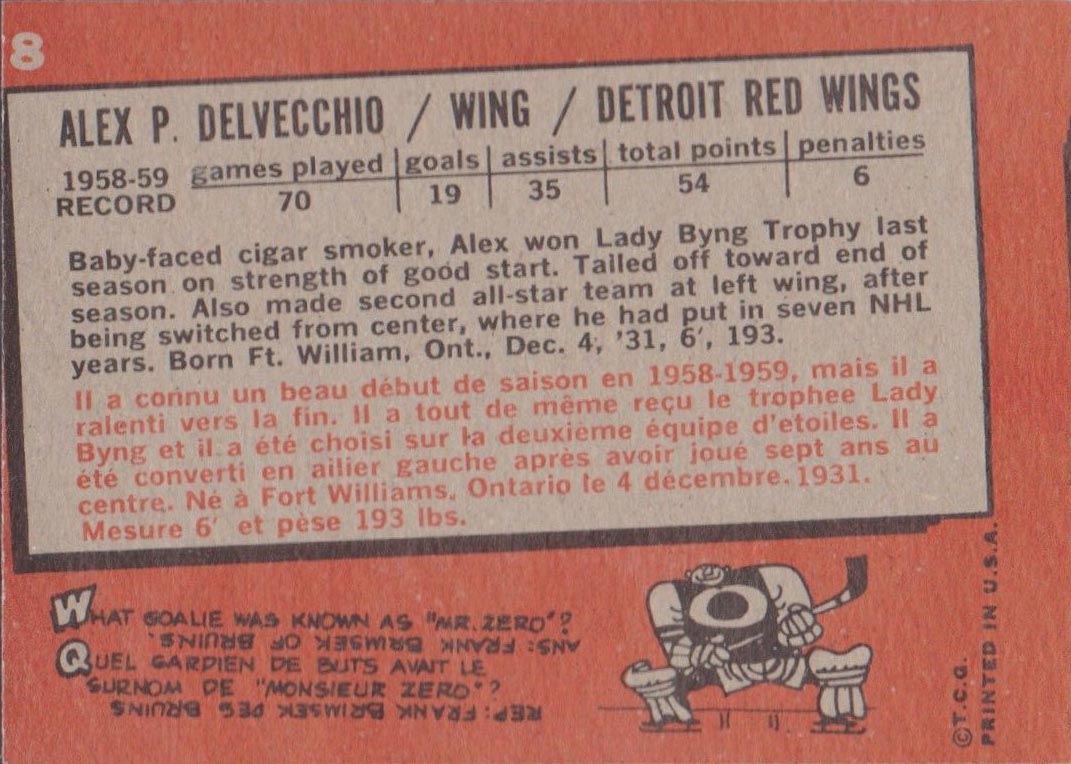 8
ALEX P. DELVECCHIO / WING / DETROIT RED WINGS
1958-59 RECORD games played goals assists total points penalties
70 19 35 54 6
Baby-faced cigar smoker, Alex won Lady Byng Trophy last
season on strength of good start. Tailed off toward end of
season. Also made second all-star team at left wing, after
being switched from center, where he had put in seven NHL
years. Born Ft. William, Ont., Dec. 4, '31, 6', 193.
Il a connu un beau début de saison en 1958-1959, mais il a
ralenti vers la fin. Il a tout de même reçu le trophee Lady
Byng et il a été choisi sur la deuxième équipe d'etoiles. Il a
été converti en ailier gauche après avoir joué sept ans au
centre. Né à Fort Williams, Ontario le 4 décembre. 1931.
Mesure 6' et pèse 193 lbs.
WHAT GOALIE WAS KNOWN AS "MR. ZERO"?
ANS: FRANK BRIMSEK OF BRUINS.
QUEL GARDIEN DE BUTS AVAIT LE
SURNOM DE "MONSIEUR ZERO"?
REP: FRANK BRIMSEK DES BRUINS
O
©T.C.G. PRINTED IN U.S.A.